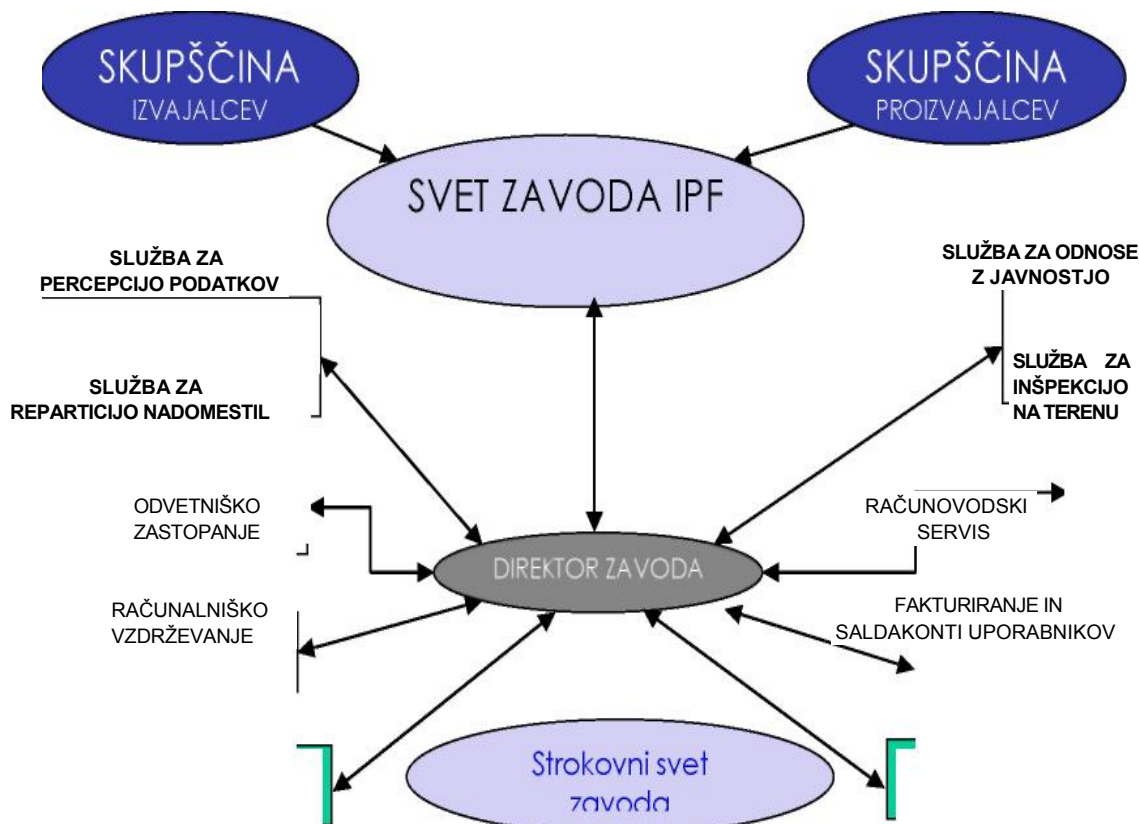 SKUPŠČINA
IZVAJALCEV
SKUPŠČINA
PROIZVAJALCEV
SVET ZAVODA IPF
SLUŽBA ZA
PERCEPCIJO PODATKOV
SLUŽBA ZA ODNOSE
Z JAVNOSTJO
SLUŽBA ZA
REPARTICIJO NADOMESTIL
SLUŽBA ZA
INŠPEKCIJO
NA TERENU
ODVETNIŠKO
ZASTOPANJE
RAČUNOVODSKI
SERVIS
DIREKTOR ZAVODA
RAČUNALNIŠKO
VZDRŽEVANJE
FAKTURIRANJE IN
SALDAKONTI UPORABNIKOV
Strokovni svet
zavoda